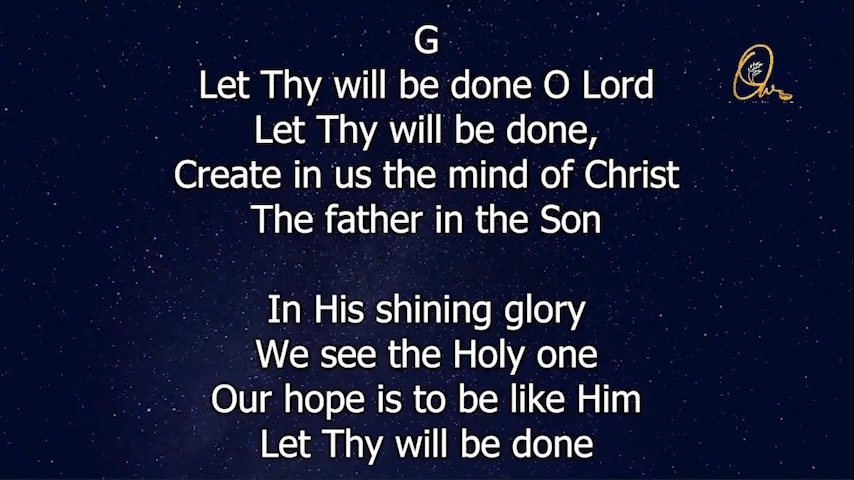 G
Let Thy will be done O Lord
Let Thy will be done,
Create in us the mind of Christ
The father in the Son
In His shining glory
We see the Holy one
Our hope is to be like Him
Let Thy will be done